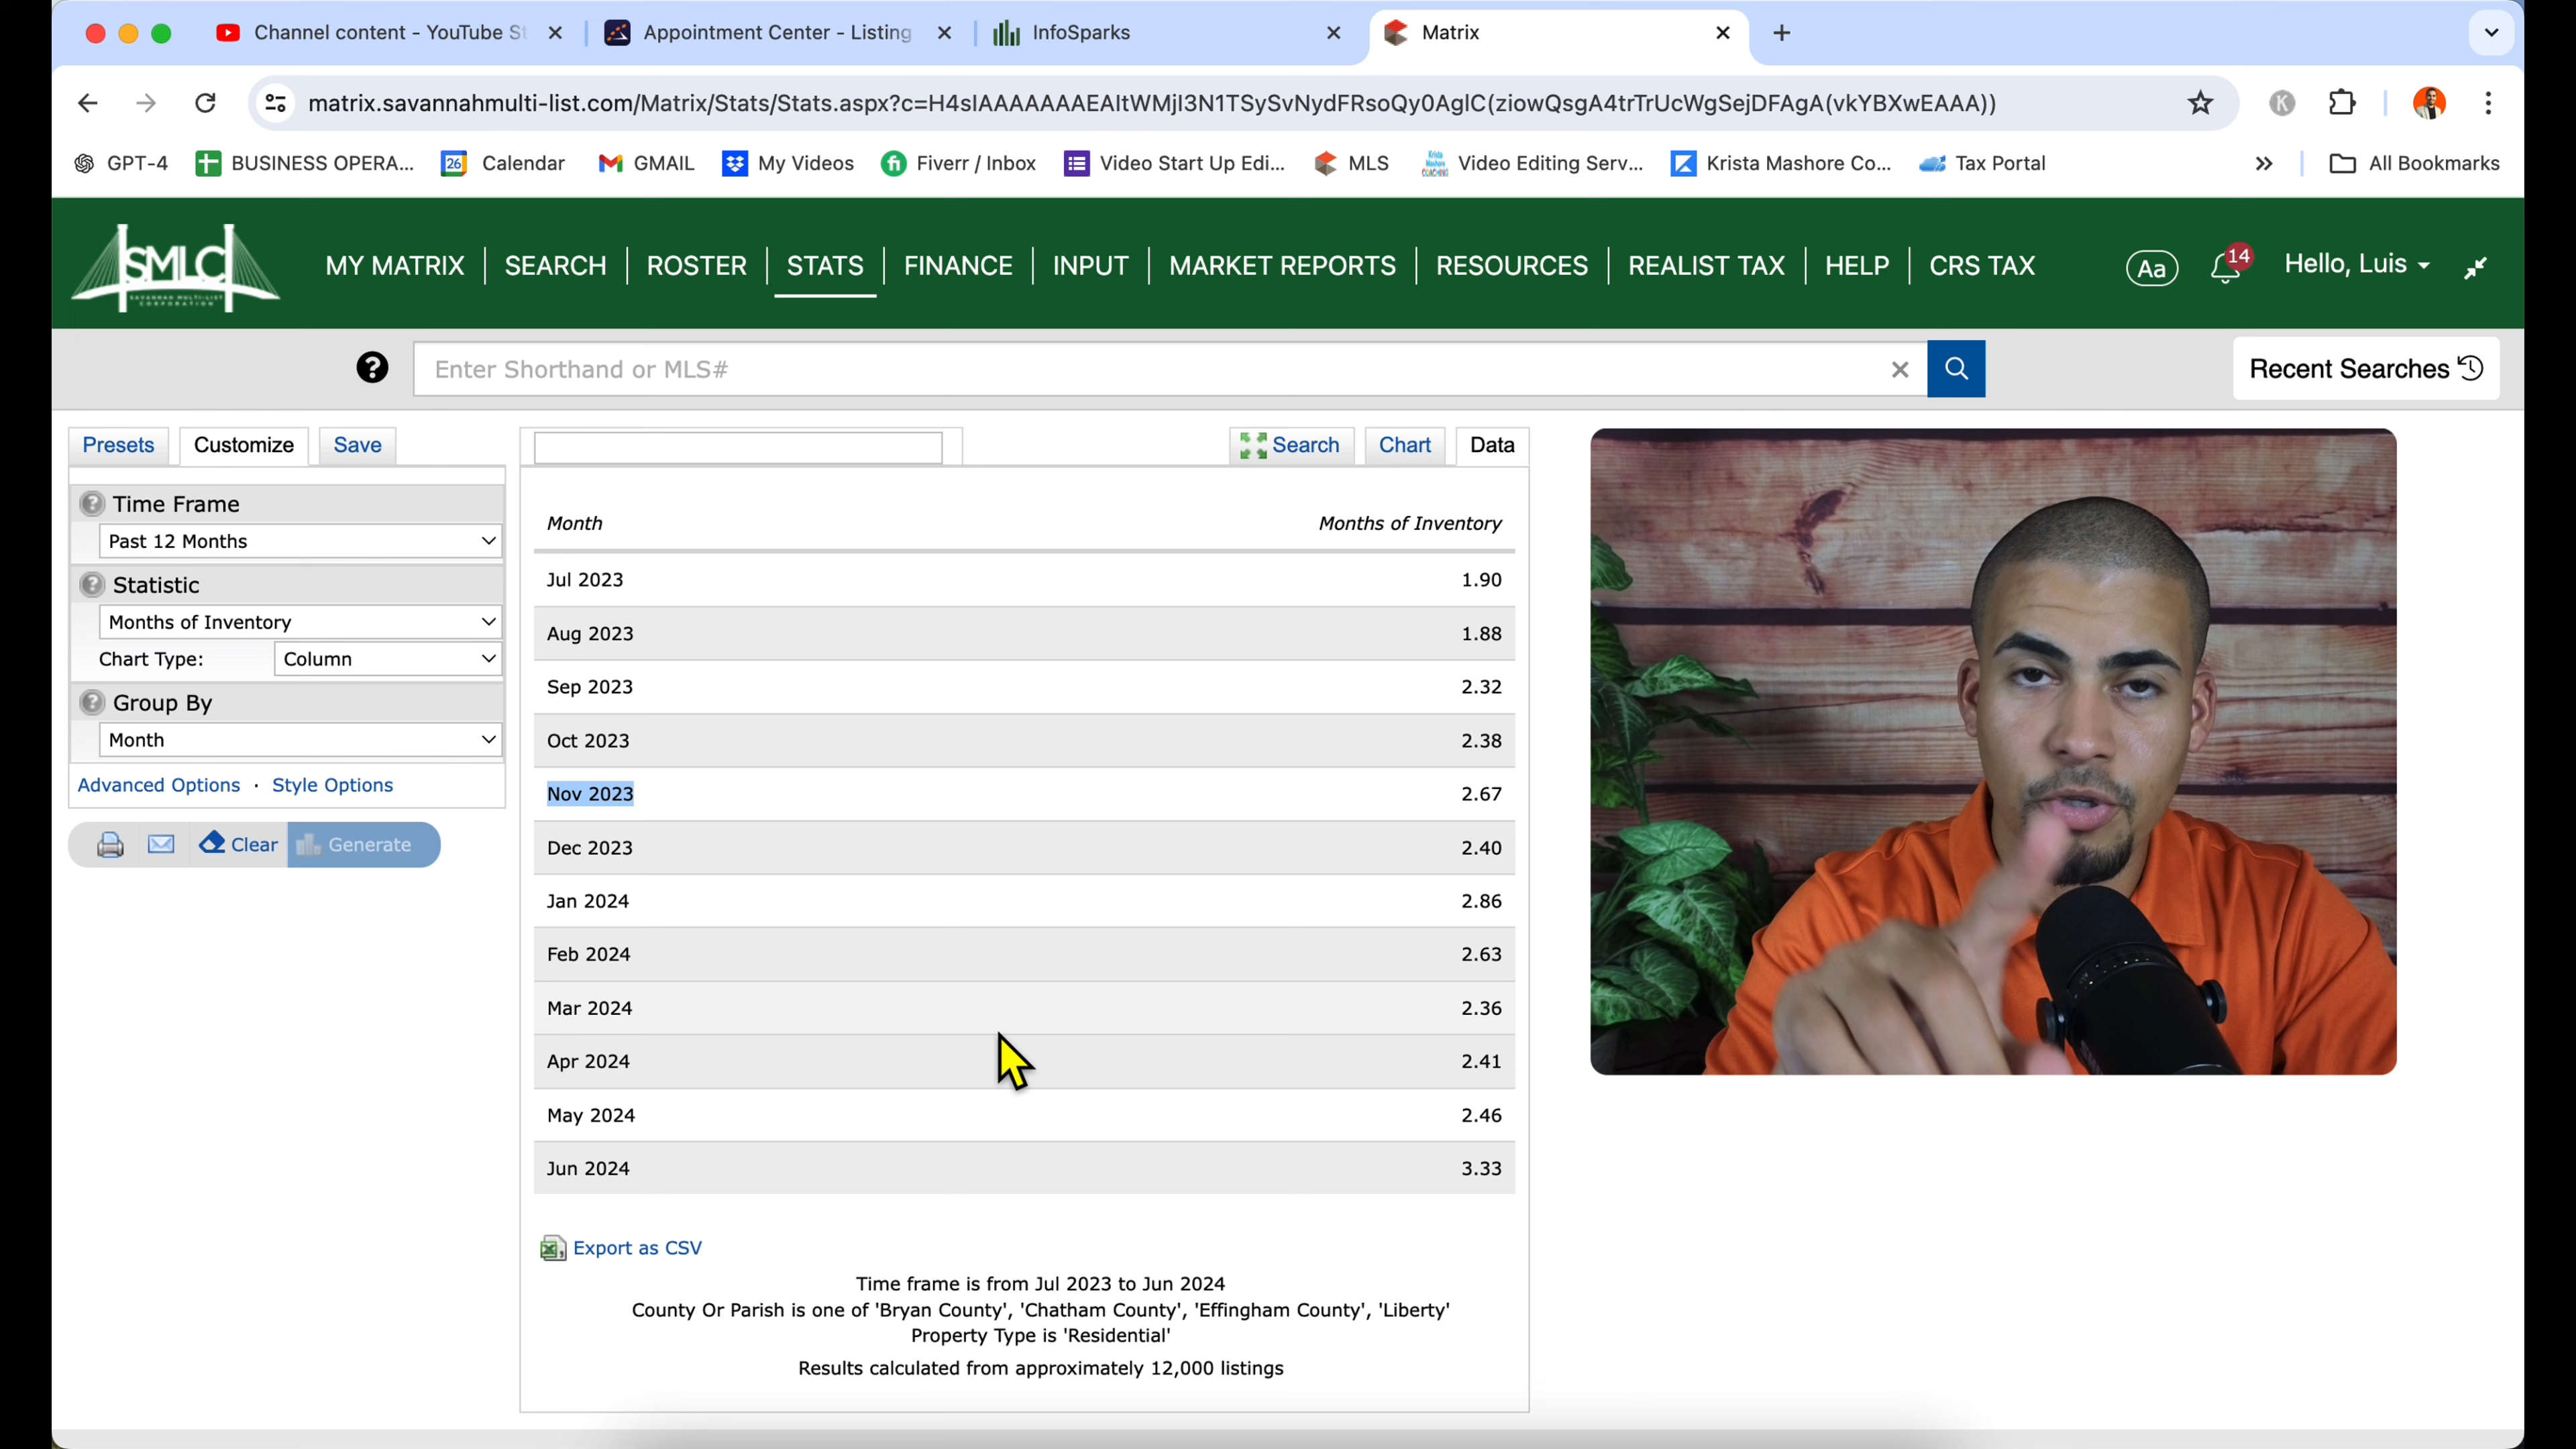 Channel content - YouTube St
Appointment Center - Listing
InfoSparks
Matrix
matrix.savannahmulti-list.com/Matrix/Stats/Stats.aspx?c=H4sIAAAAAAAEAItWMjI3N1TSySvNydFRsoQy0AglC(ziowQsgA4trTrUcWgSejDFAgA(vkYBXwEAAA))
K
GPT-4
BUSINESS OPERA...
26 Calendar
GMAIL
My Videos
Fiverr / Inbox
Video Start Up Edi...
MLS
Video Editing Serv...
Krista Mashore Co...
Tax Portal
All Bookmarks
SMLC
SAVANNAH MULTI-LIST
CORPORATION
MY MATRIX
SEARCH
ROSTER
STATS
FINANCE
INPUT
MARKET REPORTS
RESOURCES
REALIST TAX
HELP
CRS TAX
Aa
14
Hello, Luis
Enter Shorthand or MLS#
Recent Searches
Presets
Customize
Save
Search
Chart
Data
Time Frame
Past 12 Months
Statistic
Months of Inventory
Chart Type: Column
Group By
Month
Advanced Options · Style Options
Clear
Generate
Month Months of Inventory
Jul 2023 1.90
Aug 2023 1.88
Sep 2023 2.32
Oct 2023 2.38
Nov 2023 2.67
Dec 2023 2.40
Jan 2024 2.86
Feb 2024 2.63
Mar 2024 2.36
Apr 2024 2.41
May 2024 2.46
Jun 2024 3.33
Export as CSV
Time frame is from Jul 2023 to Jun 2024
County Or Parish is one of 'Bryan County', 'Chatham County', 'Effingham County', 'Liberty'
Property Type is 'Residential'
Results calculated from approximately 12,000 listings